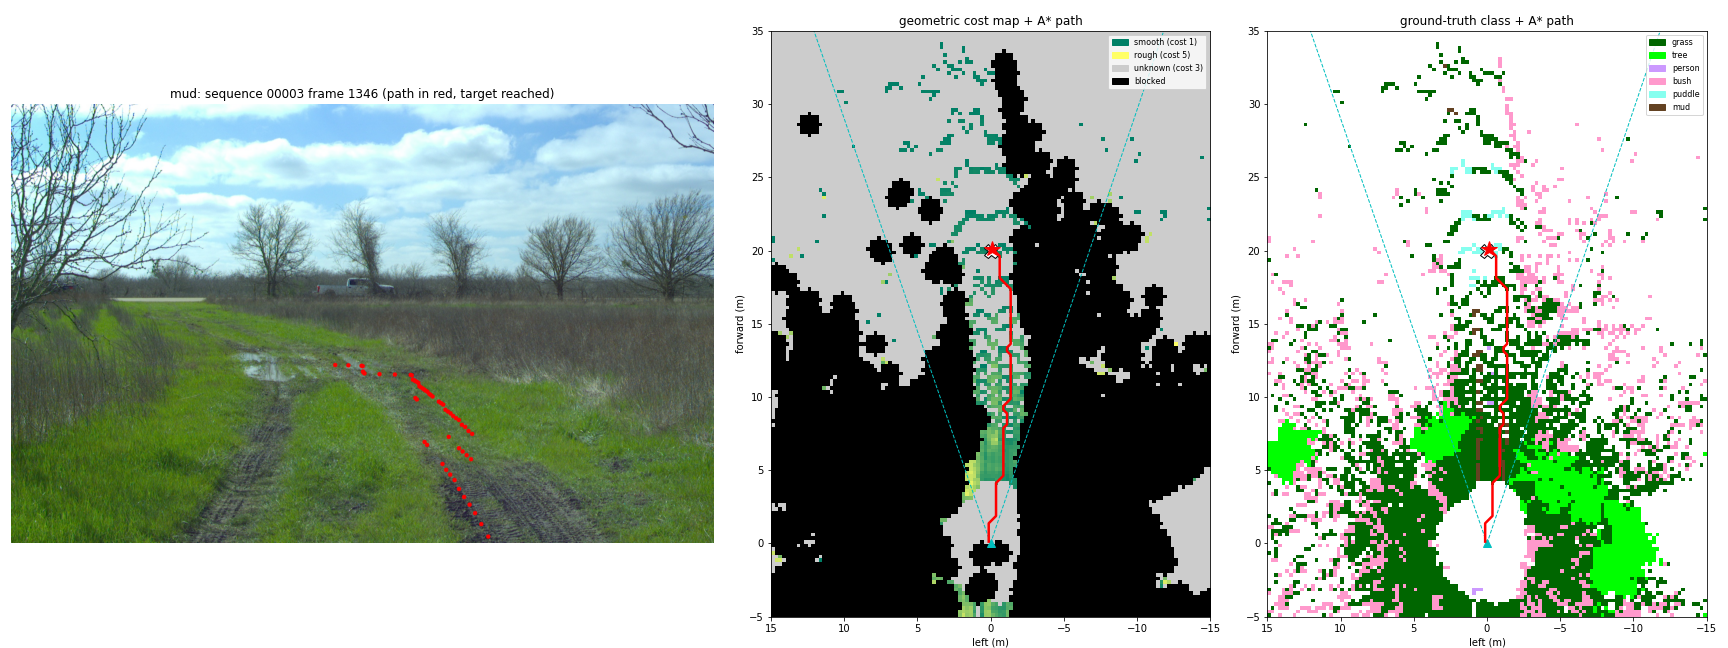 mud: sequence 00003 frame 1346 (path in red, target reached)
geometric cost map + A* path
smooth (cost 1)
rough (cost 5)
unknown (cost 3)
blocked
forward (m)
35
30
25
20
15
10
5
0
−5
15
10
5
0
−5
−10
−15
left (m)
ground-truth class + A* path
grass
tree
person
bush
puddle
mud
forward (m)
35
30
25
20
15
10
5
0
−5
15
10
5
0
−5
−10
−15
left (m)